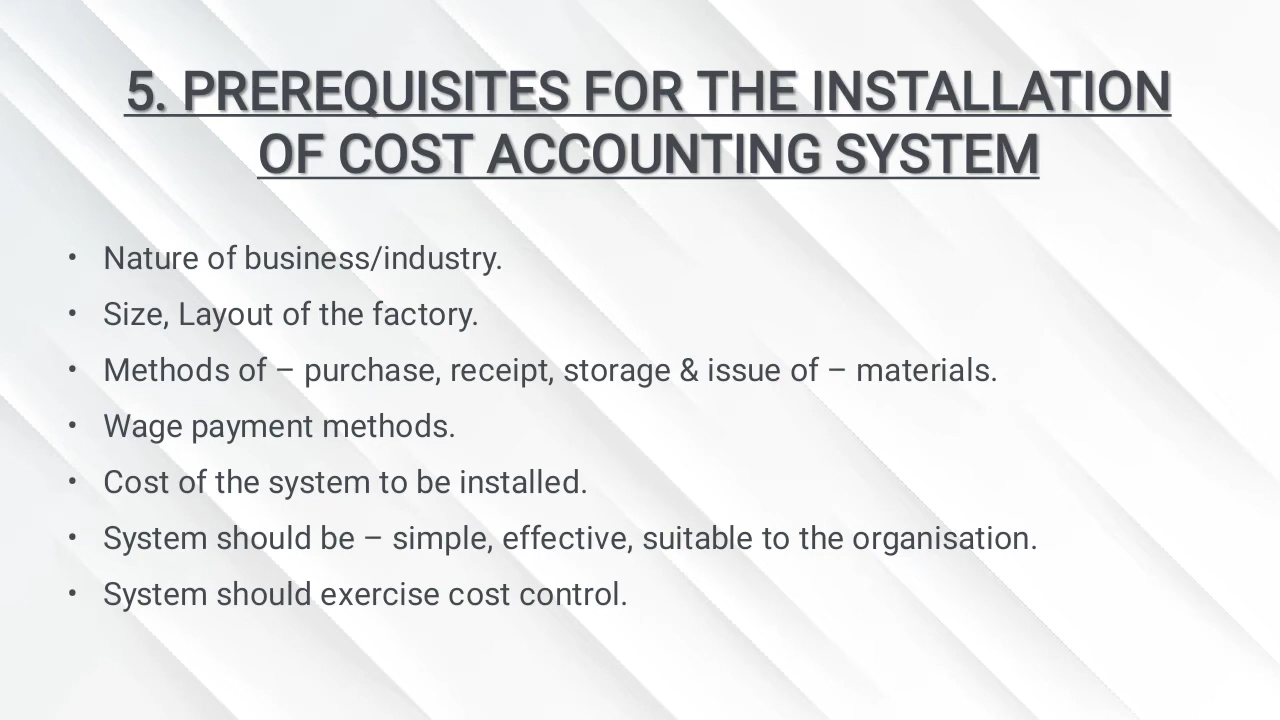 5. PREREQUISITES FOR THE INSTALLATION
OF COST ACCOUNTING SYSTEM
• Nature of business/industry.
• Size, Layout of the factory.
• Methods of – purchase, receipt, storage & issue of – materials.
• Wage payment methods.
• Cost of the system to be installed.
• System should be – simple, effective, suitable to the organisation.
• System should exercise cost control.